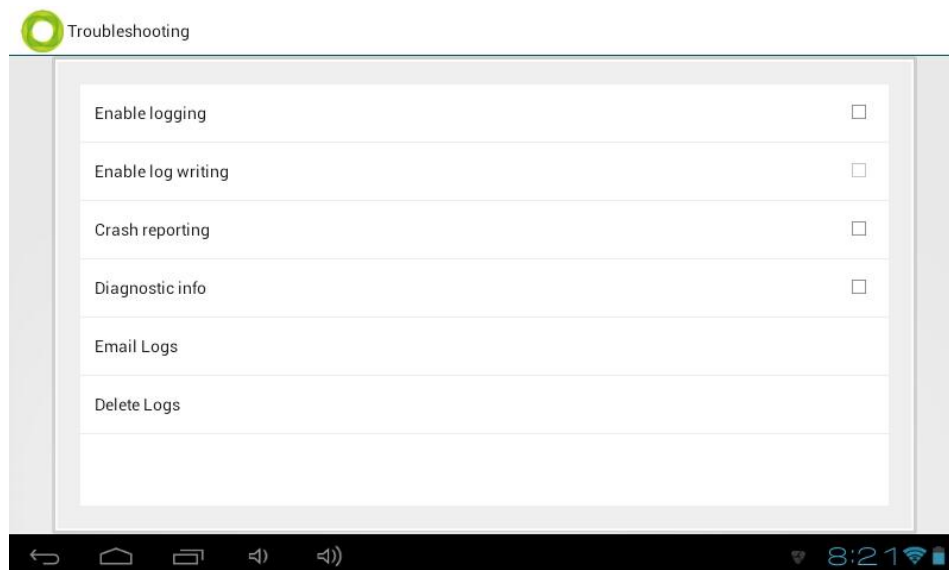 Troubleshooting
Enable logging
Enable log writing
Crash reporting
Diagnostic info
Email Logs
Delete Logs
8:21